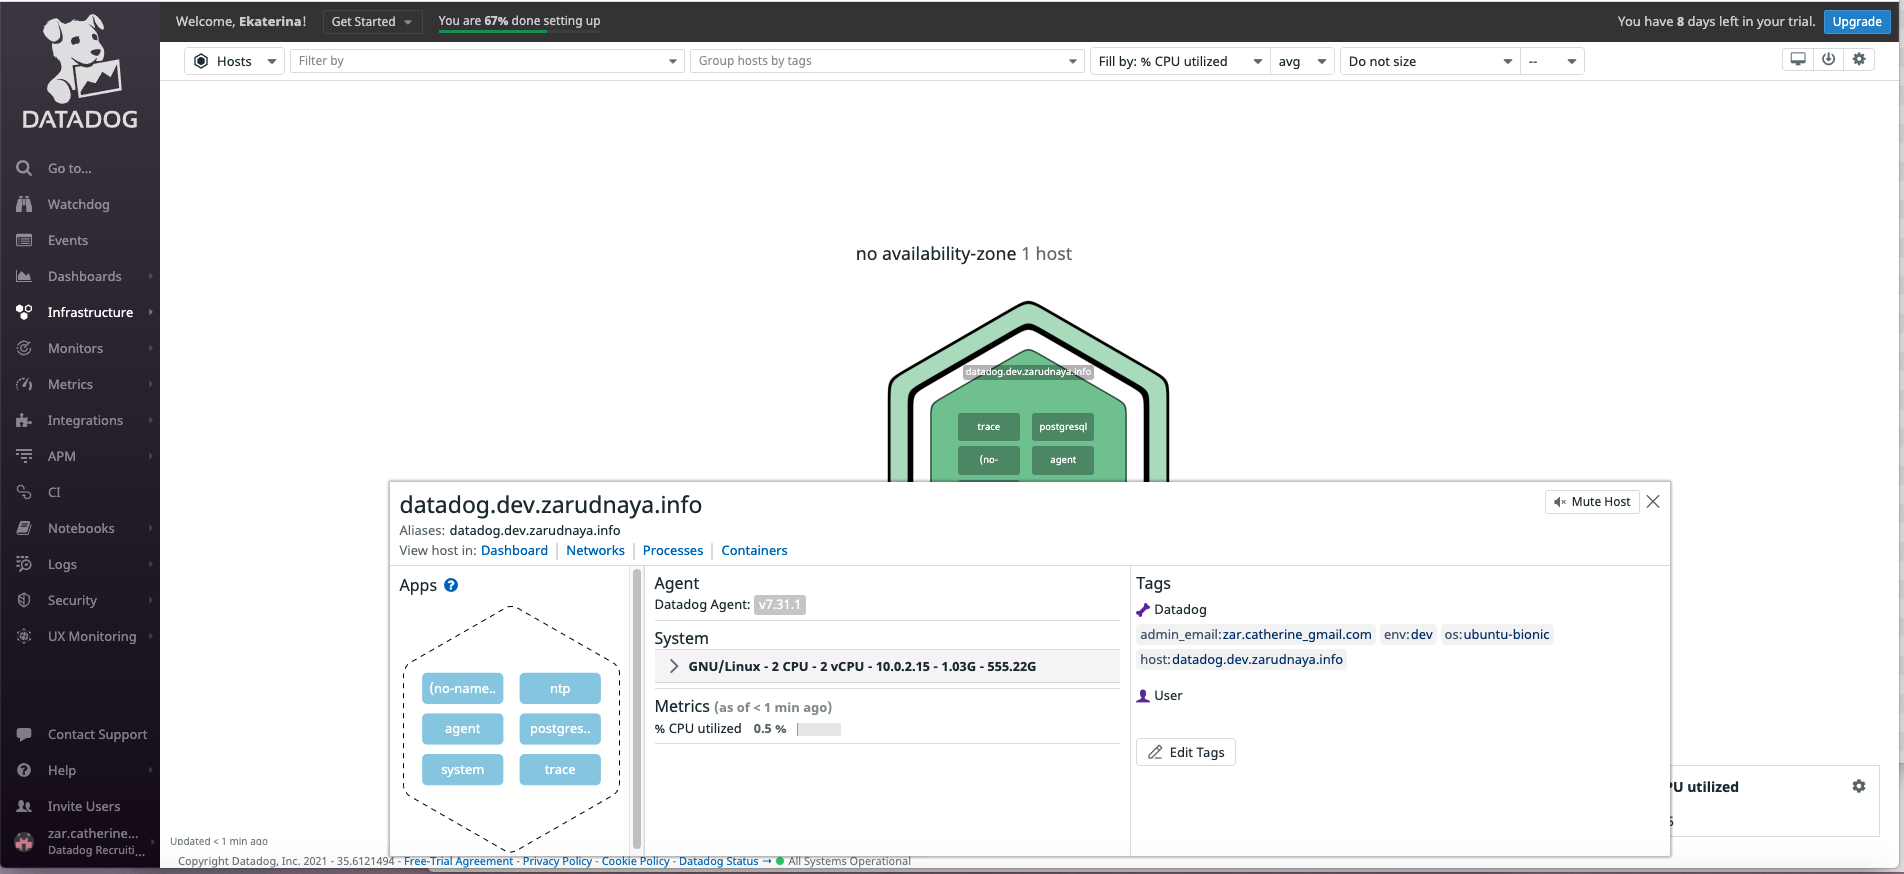 Welcome, Ekaterina!
Get Started
You are 67% done setting up
You have 8 days left in your trial.
Upgrade
DATADOG
Hosts
Filter by
Group hosts by tags
Fill by: % CPU utilized
avg
Do not size
--
Go to...
Watchdog
Events
Dashboards
Infrastructure
Monitors
Metrics
Integrations
APM
CI
Notebooks
Logs
Security
UX Monitoring
Contact Support
Help
Invite Users
zar.catherine...
Datadog Recruiti...
no availability-zone 1 host
datadog.dev.zarudnaya.info
trace
postgresql
(no-
agent
datadog.dev.zarudnaya.info
Mute Host
Aliases: datadog.dev.zarudnaya.info
View host in: Dashboard | Networks | Processes | Containers
Apps
(no-name..
ntp
agent
postgres..
system
trace
Agent
Datadog Agent: v7.31.1
System
GNU/Linux - 2 CPU - 2 vCPU - 10.0.2.15 - 1.03G - 555.22G
Metrics (as of < 1 min ago)
% CPU utilized 0.5 %
Tags
Datadog
admin_email:zar.catherine_gmail.com env:dev os:ubuntu-bionic
host:datadog.dev.zarudnaya.info
User
Edit Tags
PU utilized
Updated < 1 min ago
Copyright Datadog, Inc. 2021 - 35.6121494 - Free-Trial Agreement - Privacy Policy - Cookie Policy - Datadog Status → All Systems Operational